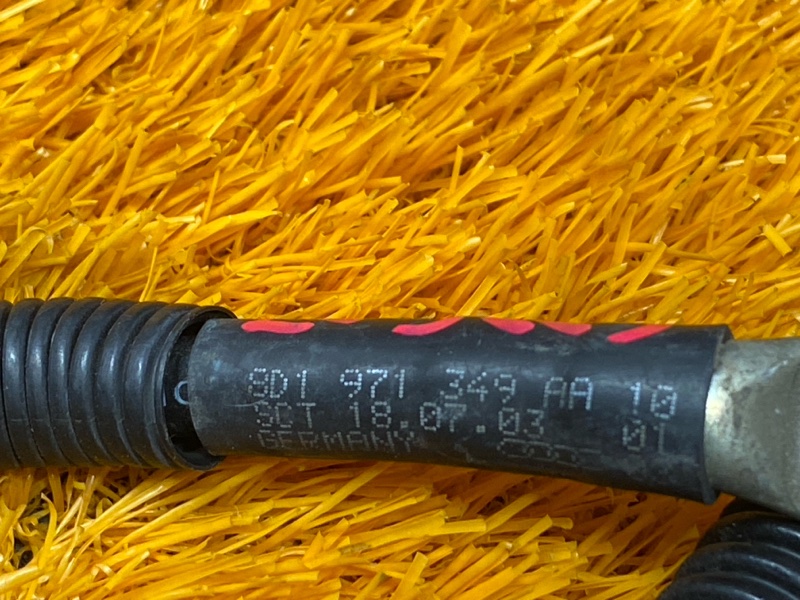 8D1 971 349 AA 10
SCT 18.07.03 01
GERMANY